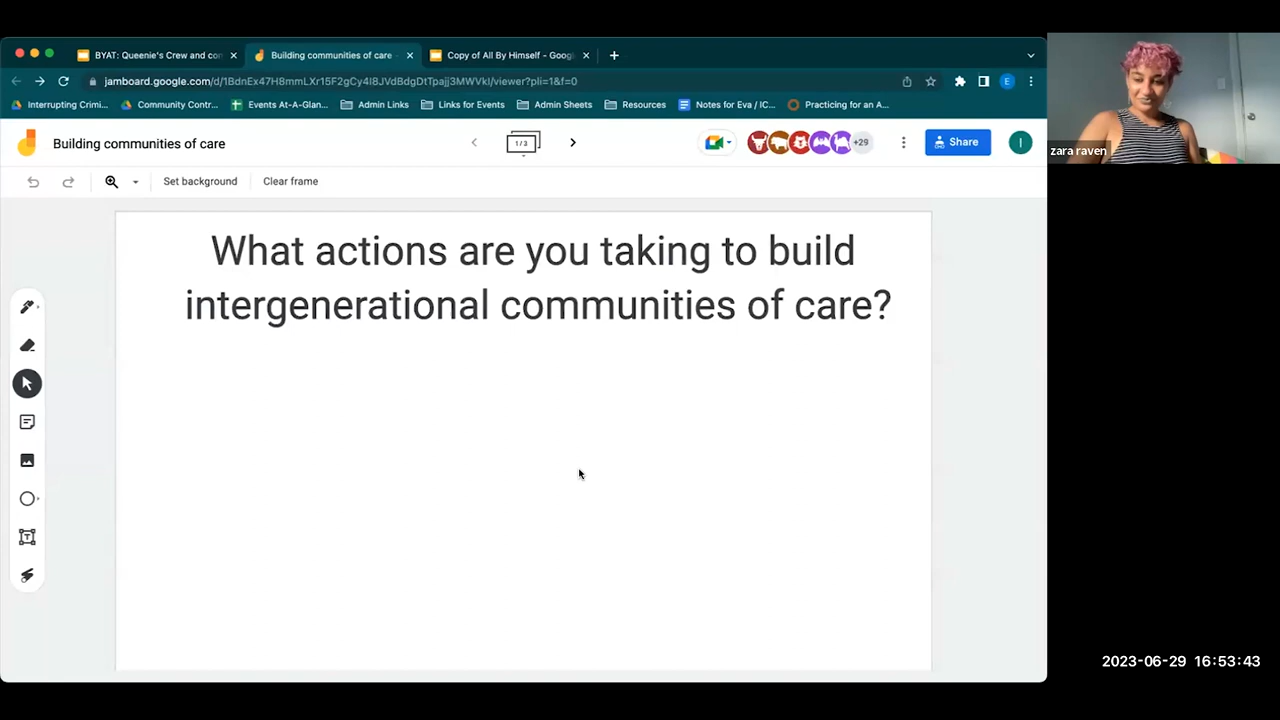 BYAT: Queenie's Crew and con
Building communities of care -
Copy of All By Himself - Googl
jamboard.google.com/d/1BdnEx47H8mmLXr15F2gCy4I8JVdBdgDtTpajj3MWVkI/viewer?pli=1&f=0
E
Interrupting Crimi...
Community Contr...
Events At-A-Glan...
Admin Links
Links for Events
Admin Sheets
Resources
Notes for Eva / IC...
Practicing for an A...
Building communities of care
1/3
+29
Share
I
Set background
Clear frame
What actions are you taking to build
intergenerational communities of care?
zara raven
2023-06-29 16:53:43